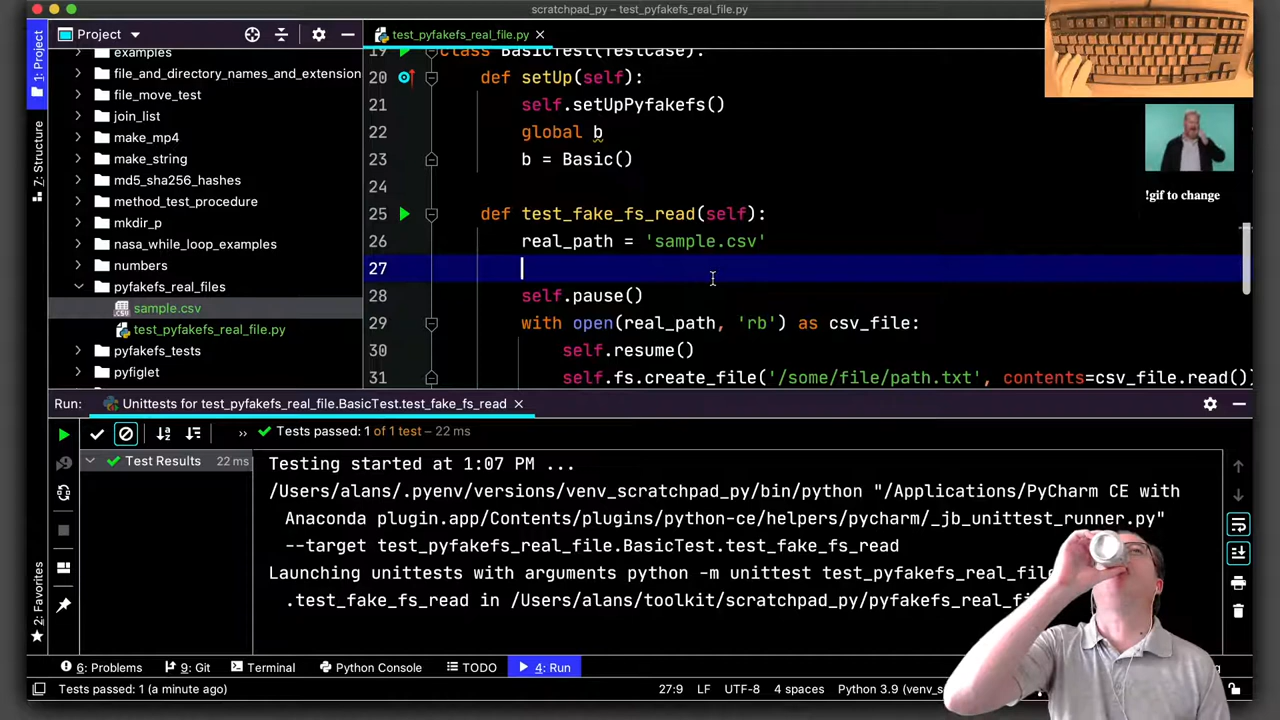 scratchpad_py – test_pyfakefs_real_file.py
Project
test_pyfakefs_real_file.py
1: Project
7: Structure
2: Favorites
examples
file_and_directory_names_and_extension
file_move_test
join_list
make_mp4
make_string
md5_sha256_hashes
method_test_procedure
mkdir_p
nasa_while_loop_examples
numbers
pyfakefs_real_files
sample.csv
test_pyfakefs_real_file.py
pyfakefs_tests
pyfiglet
19 class BasicTest(TestCase):
20 def setUp(self):
21 self.setUpPyfakefs()
22 global b
23 b = Basic()
24
25 def test_fake_fs_read(self):
26 real_path = 'sample.csv'
27
28 self.pause()
29 with open(real_path, 'rb') as csv_file:
30 self.resume()
31 self.fs.create_file('/some/file/path.txt', contents=csv_file.read())
!gif to change
Run: Unittests for test_pyfakefs_real_file.BasicTest.test_fake_fs_read
» Tests passed: 1 of 1 test – 22 ms
Test Results 22 ms
Testing started at 1:07 PM ...
/Users/alans/.pyenv/versions/venv_scratchpad_py/bin/python "/Applications/PyCharm CE with
Anaconda plugin.app/Contents/plugins/python-ce/helpers/pycharm/_jb_unittest_runner.py"
--target test_pyfakefs_real_file.BasicTest.test_fake_fs_read
Launching unittests with arguments python -m unittest test_pyfakefs_real_file
.test_fake_fs_read in /Users/alans/toolkit/scratchpad_py/pyfakefs_real_fi
6: Problems
9: Git
Terminal
Python Console
TODO
4: Run
Tests passed: 1 (a minute ago)
27:9 LF UTF-8 4 spaces Python 3.9 (venv_s